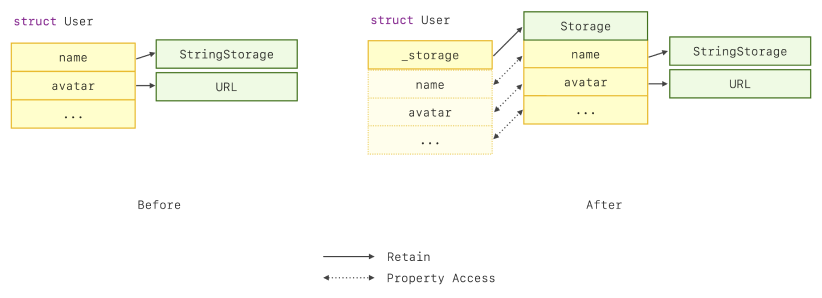 struct User
name
StringStorage
avatar
URL
...
Before
struct User
_storage
name
avatar
...
Storage
name
avatar
...
StringStorage
URL
After
Retain
Property Access